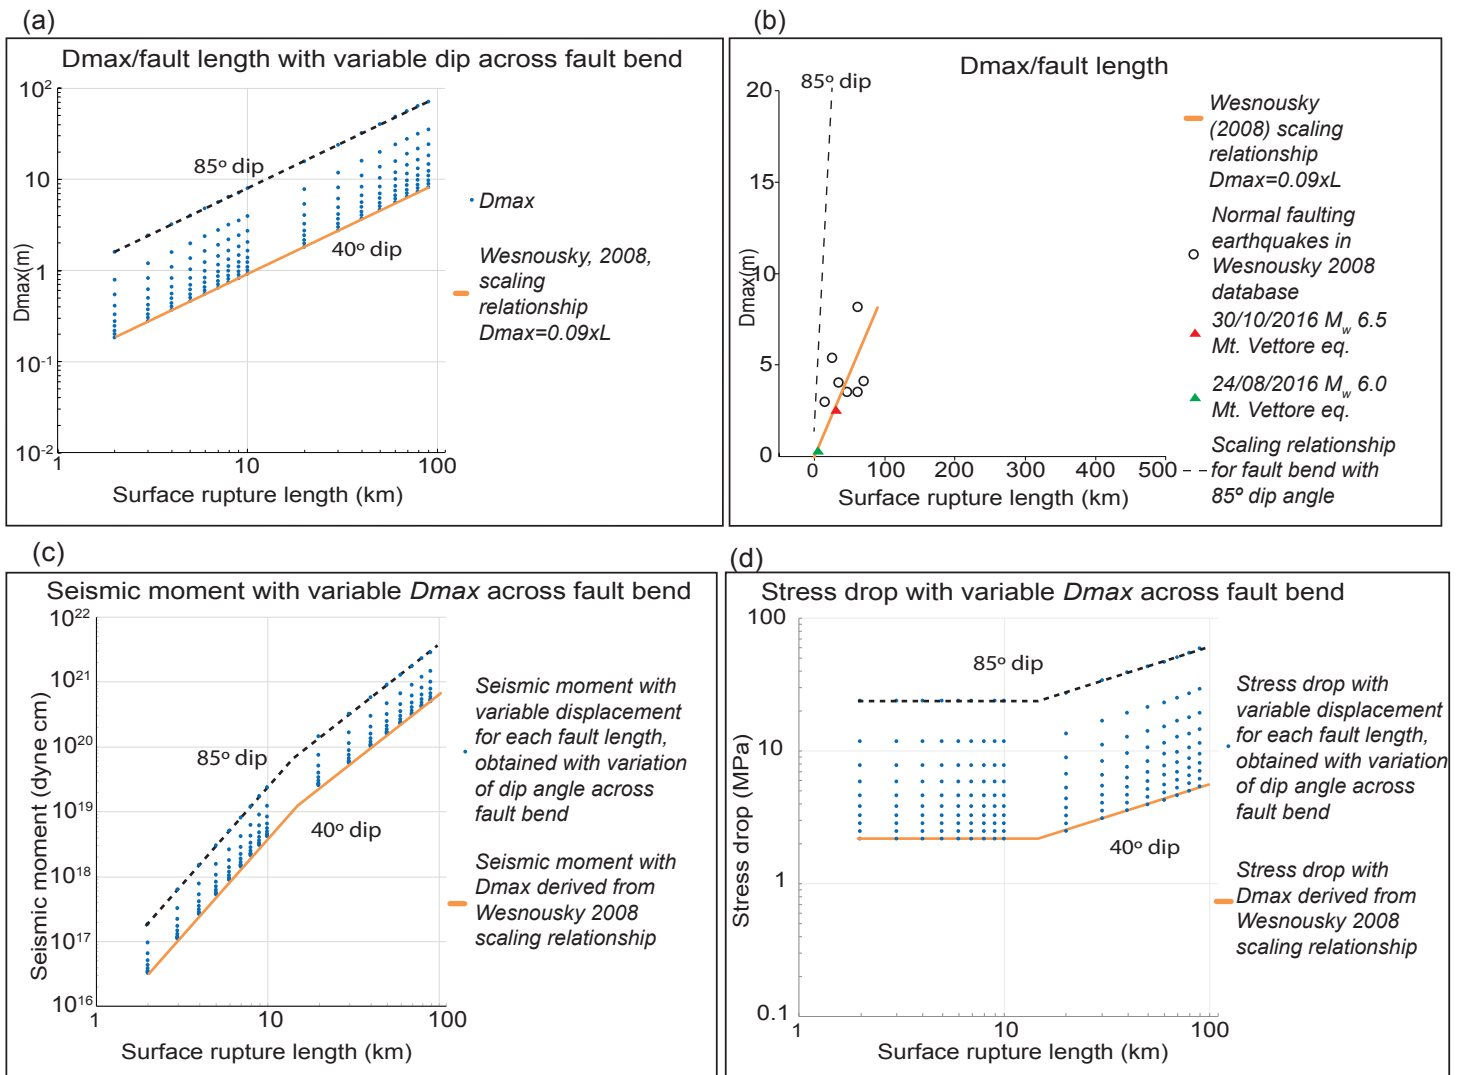 (a)
Dmax/fault length with variable dip across fault bend
10²
10
1
10⁻¹
10⁻²
Dmax(m)
85º dip
40º dip
1
10
100
Surface rupture length (km)
Dmax
Wesnousky, 2008,
scaling
relationship
Dmax=0.09xL
(b)
Dmax/fault length
85º dip
20
15
10
5
0
Dmax(m)
0
100
200
300
400
500
Surface rupture length (km)
Wesnousky
(2008) scaling
relationship
Dmax=0.09xL
Normal faulting
earthquakes in
Wesnousky 2008
database
30/10/2016 Mw 6.5
Mt. Vettore eq.
24/08/2016 Mw 6.0
Mt. Vettore eq.
Scaling relationship
for fault bend with
85º dip angle
(c)
Seismic moment with variable Dmax across fault bend
10²²
10²¹
10²⁰
10¹⁹
10¹⁸
10¹⁷
10¹⁶
Seismic moment (dyne cm)
85º dip
40º dip
1
10
100
Surface rupture length (km)
Seismic moment with
variable displacement
for each fault length,
obtained with variation
of dip angle across
fault bend
Seismic moment with
Dmax derived from
Wesnousky 2008
scaling relationship
(d)
Stress drop with variable Dmax across fault bend
100
10
1
0.1
Stress drop (MPa)
85º dip
40º dip
1
10
100
Surface rupture length (km)
Stress drop with
variable displacement
for each fault length,
obtained with variation
of dip angle across
fault bend
Stress drop with
Dmax derived from
Wesnousky 2008
scaling relationship